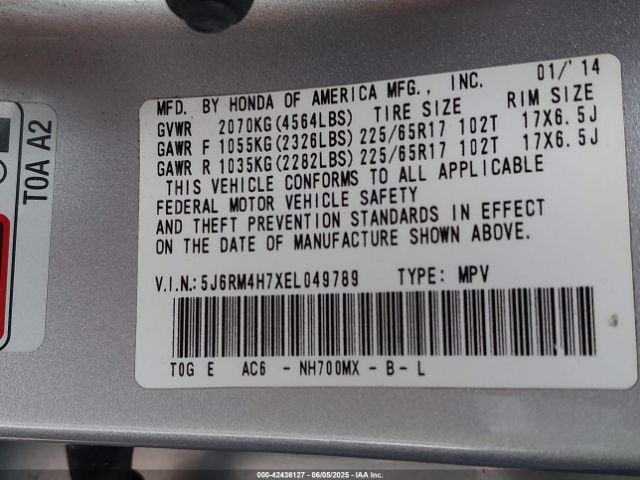 MFD. BY HONDA OF AMERICA MFG., INC. 01/'14
GVWR 2070KG(4564LBS) TIRE SIZE RIM SIZE
GAWR F 1055KG(2326LBS)225/65R17 102T 17X6.5J
GAWR R 1035KG(2282LBS)225/65R17 102T 17X6.5J
THIS VEHICLE CONFORMS TO ALL APPLICABLE
FEDERAL MOTOR VEHICLE SAFETY
AND THEFT PREVENTION STANDARDS IN EFFECT
ON THE DATE OF MANUFACTURE SHOWN ABOVE.
V.I.N.:5J6RM4H7XEL049789 TYPE: MPV
T0G E AC6 - NH700MX - B - L
T0A A2
000-42436127 - 06/05/2025 - IAA Inc.